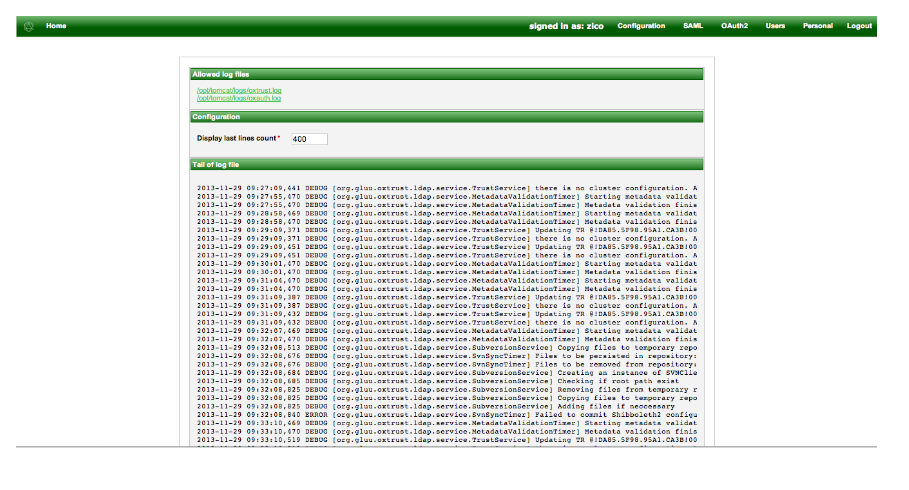 Home signed in as: zico Configuration SAML OAuth2 Users Personal Logout
Allowed log files
/opt/tomcat/logs/oxtrust.log
/opt/tomcat/logs/oxauth.log
Configuration
Display last lines count* 400
Tail of log file
2013-11-29 09:27:09,441 DEBUG [org.gluu.oxtrust.ldap.service.TrustService] there is no cluster configuration. A
2013-11-29 09:27:55,470 DEBUG [org.gluu.oxtrust.ldap.service.MetadataValidationTimer] Starting metadata validat
2013-11-29 09:27:55,470 DEBUG [org.gluu.oxtrust.ldap.service.MetadataValidationTimer] Metadata validation finis
2013-11-29 09:28:58,469 DEBUG [org.gluu.oxtrust.ldap.service.MetadataValidationTimer] Starting metadata validat
2013-11-29 09:28:58,470 DEBUG [org.gluu.oxtrust.ldap.service.MetadataValidationTimer] Metadata validation finis
2013-11-29 09:29:09,371 DEBUG [org.gluu.oxtrust.ldap.service.TrustService] Updating TR @!DA85.5F98.95A1.CA3B!00
2013-11-29 09:29:09,371 DEBUG [org.gluu.oxtrust.ldap.service.TrustService] there is no cluster configuration. A
2013-11-29 09:29:09,451 DEBUG [org.gluu.oxtrust.ldap.service.TrustService] Updating TR @!DA85.5F98.95A1.CA3B!00
2013-11-29 09:29:09,451 DEBUG [org.gluu.oxtrust.ldap.service.TrustService] there is no cluster configuration. A
2013-11-29 09:30:01,470 DEBUG [org.gluu.oxtrust.ldap.service.MetadataValidationTimer] Starting metadata validat
2013-11-29 09:30:01,470 DEBUG [org.gluu.oxtrust.ldap.service.MetadataValidationTimer] Metadata validation finis
2013-11-29 09:31:04,470 DEBUG [org.gluu.oxtrust.ldap.service.MetadataValidationTimer] Starting metadata validat
2013-11-29 09:31:04,470 DEBUG [org.gluu.oxtrust.ldap.service.MetadataValidationTimer] Metadata validation finis
2013-11-29 09:31:09,387 DEBUG [org.gluu.oxtrust.ldap.service.TrustService] Updating TR @!DA85.5F98.95A1.CA3B!00
2013-11-29 09:31:09,387 DEBUG [org.gluu.oxtrust.ldap.service.TrustService] there is no cluster configuration. A
2013-11-29 09:31:09,432 DEBUG [org.gluu.oxtrust.ldap.service.TrustService] Updating TR @!DA85.5F98.95A1.CA3B!00
2013-11-29 09:31:09,432 DEBUG [org.gluu.oxtrust.ldap.service.TrustService] there is no cluster configuration. A
2013-11-29 09:32:07,469 DEBUG [org.gluu.oxtrust.ldap.service.MetadataValidationTimer] Starting metadata validat
2013-11-29 09:32:07,470 DEBUG [org.gluu.oxtrust.ldap.service.MetadataValidationTimer] Metadata validation finis
2013-11-29 09:32:08,513 DEBUG [org.gluu.oxtrust.ldap.service.SubversionService] Copying files to temporary repo
2013-11-29 09:32:08,676 DEBUG [org.gluu.oxtrust.ldap.service.SvnSyncTimer] Files to be persisted in repository:
2013-11-29 09:32:08,676 DEBUG [org.gluu.oxtrust.ldap.service.SvnSyncTimer] Files to be removed from repository:
2013-11-29 09:32:08,684 DEBUG [org.gluu.oxtrust.ldap.service.SubversionService] Creating an instance of SVNClie
2013-11-29 09:32:08,685 DEBUG [org.gluu.oxtrust.ldap.service.SubversionService] Checking if root path exist
2013-11-29 09:32:08,825 DEBUG [org.gluu.oxtrust.ldap.service.SubversionService] Removing files from temporary r
2013-11-29 09:32:08,825 DEBUG [org.gluu.oxtrust.ldap.service.SubversionService] Copying files to temporary repo
2013-11-29 09:32:08,825 DEBUG [org.gluu.oxtrust.ldap.service.SubversionService] Adding files if neccessary
2013-11-29 09:32:08,840 ERROR [org.gluu.oxtrust.ldap.service.SvnSyncTimer] Failed to commit Shibboleth2 configu
2013-11-29 09:33:10,469 DEBUG [org.gluu.oxtrust.ldap.service.MetadataValidationTimer] Starting metadata validat
2013-11-29 09:33:10,470 DEBUG [org.gluu.oxtrust.ldap.service.MetadataValidationTimer] Metadata validation finis
2013-11-29 09:33:10,519 DEBUG [org.gluu.oxtrust.ldap.service.TrustService] Updating TR @!DA85.5F98.95A1.CA3B!00